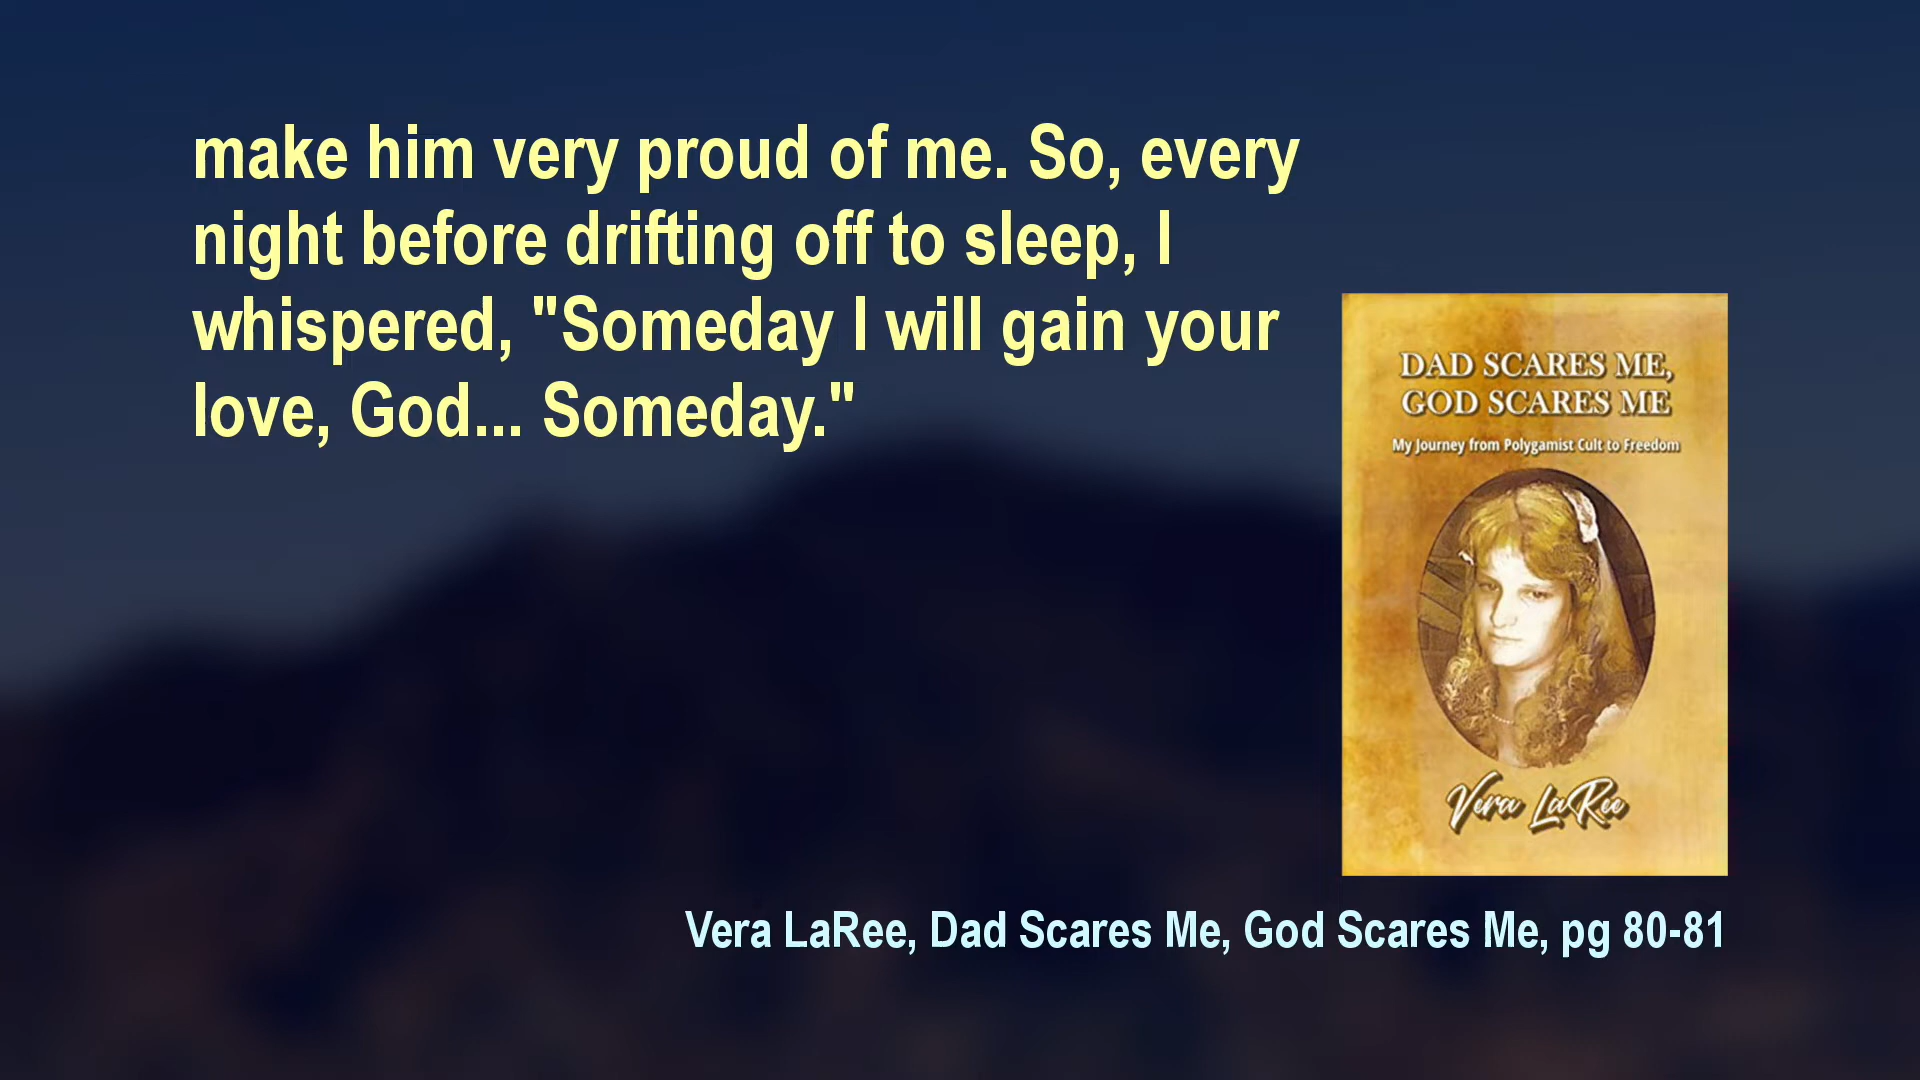 make him very proud of me. So, every
night before drifting off to sleep, I
whispered, "Someday I will gain your
love, God... Someday."
DAD SCARES ME,
GOD SCARES ME
My Journey from Polygamist Cult to Freedom
Vera LaRee
Vera LaRee, Dad Scares Me, God Scares Me, pg 80-81